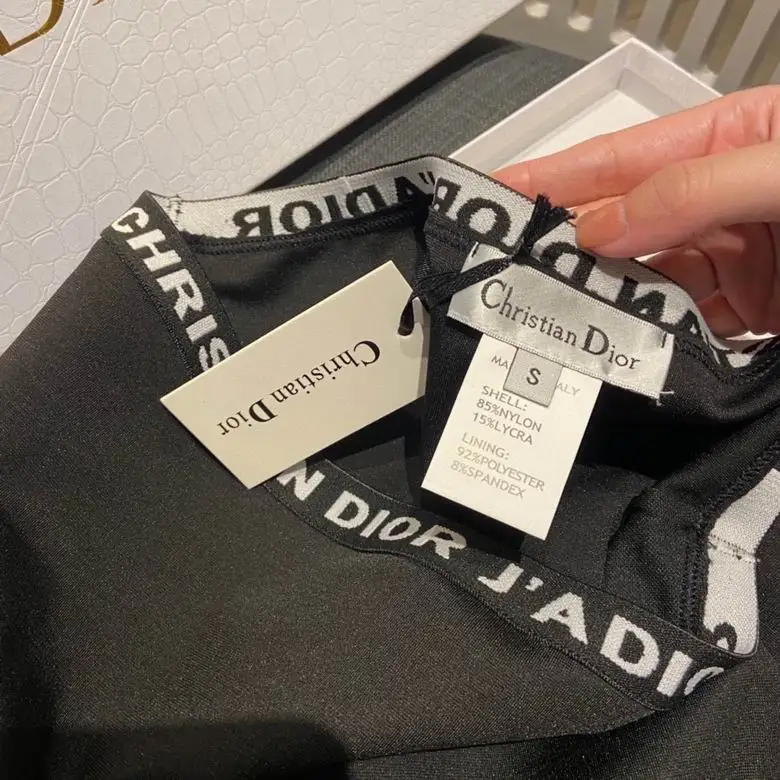 J'ADIOR
Christian Dior
Christian Dior
S
SHELL:
85%NYLON
15%LYCRA
LINING:
92%POLYESTER
8%SPANDEX
CHRIS
N DIOR J'ADIO